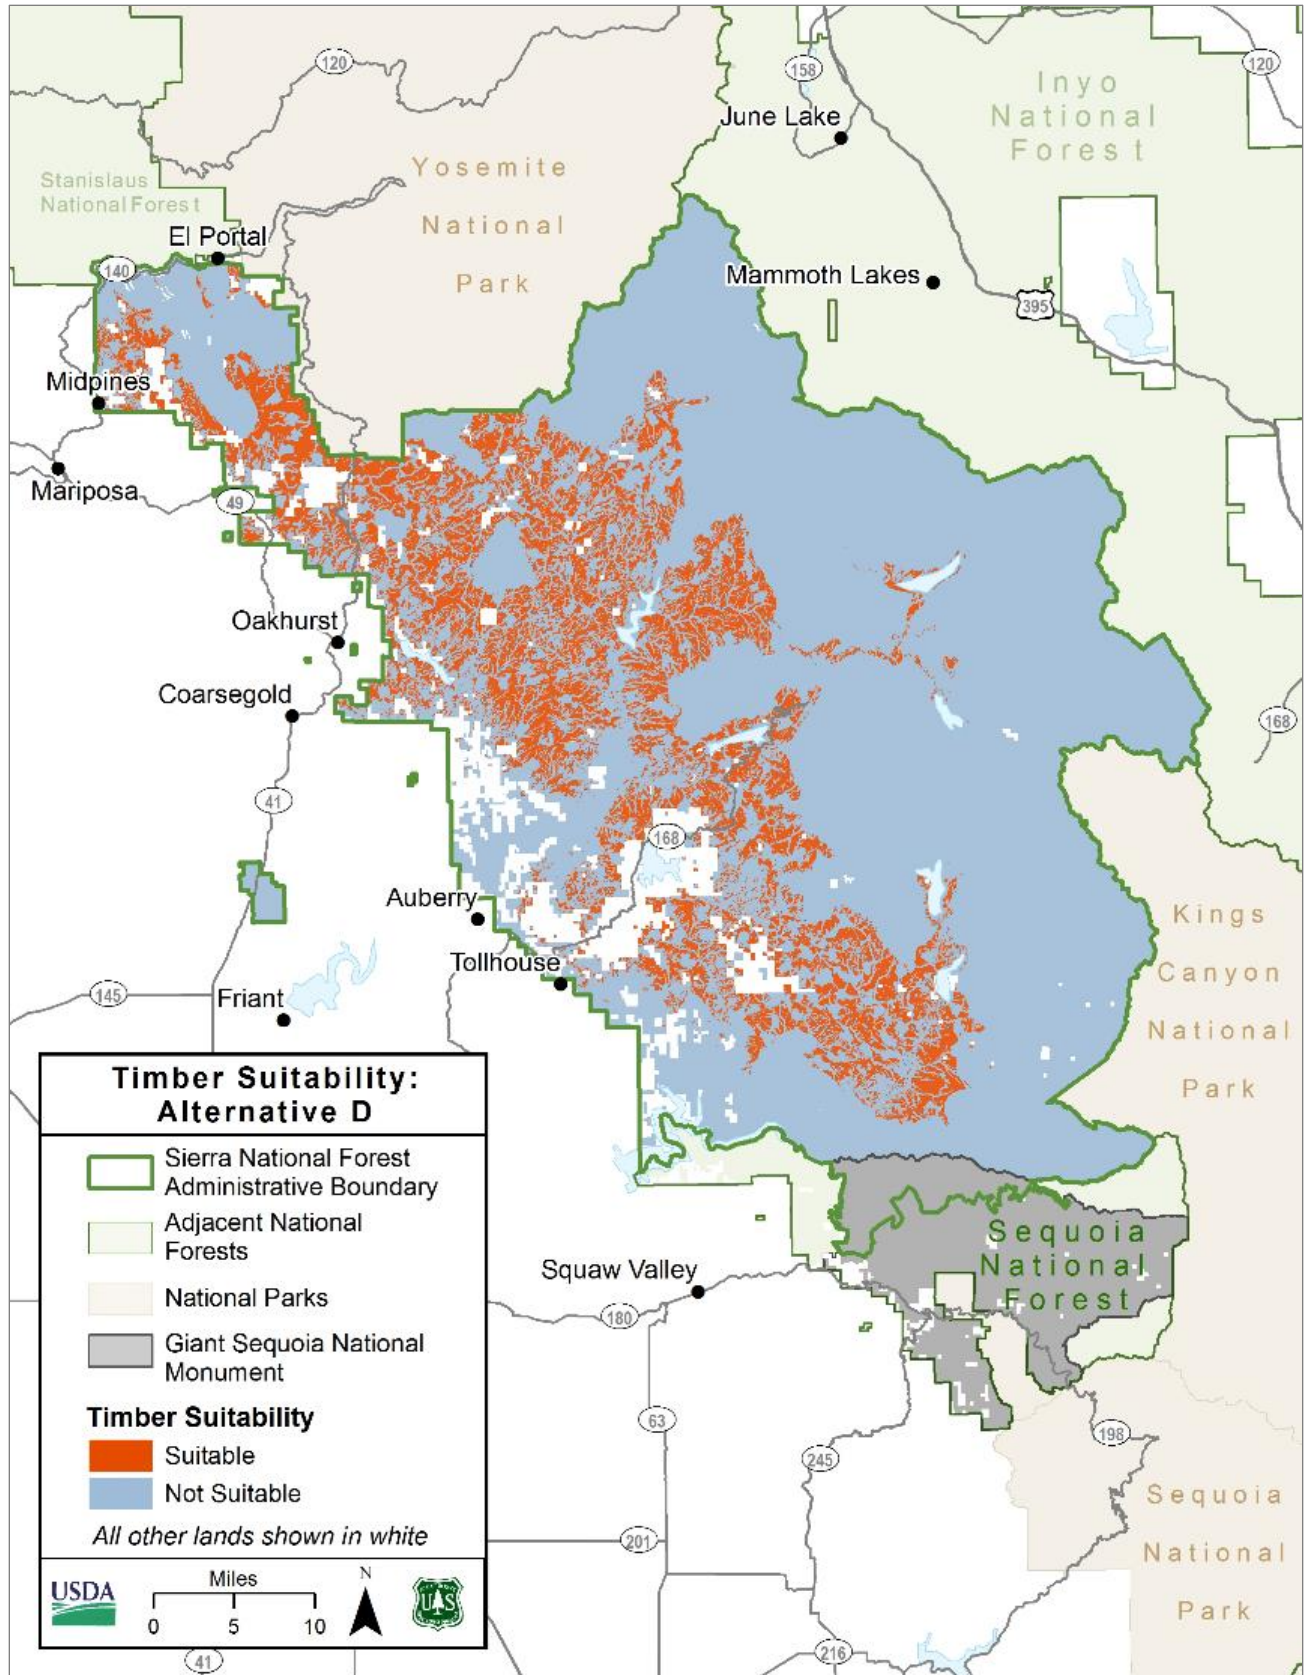 120
158
120
Inyo
National
Forest
June Lake
Yosemite
National
Park
Stanislaus
National Forest
El Portal
140
Mammoth Lakes
395
Midpines
Mariposa
49
Oakhurst
Coarsegold
168
41
168
Auberry
Kings
Canyon
National
Park
Tollhouse
145
Friant
Timber Suitability:
Alternative D
Sierra National Forest
Administrative Boundary
Adjacent National
Forests
National Parks
Giant Sequoia National
Monument
Timber Suitability
Suitable
Not Suitable
All other lands shown in white
USDA
Miles
0 5 10
N
US
Sequoia
National
Forest
Squaw Valley
180
63
245
198
201
Sequoia
National
Park
41
216